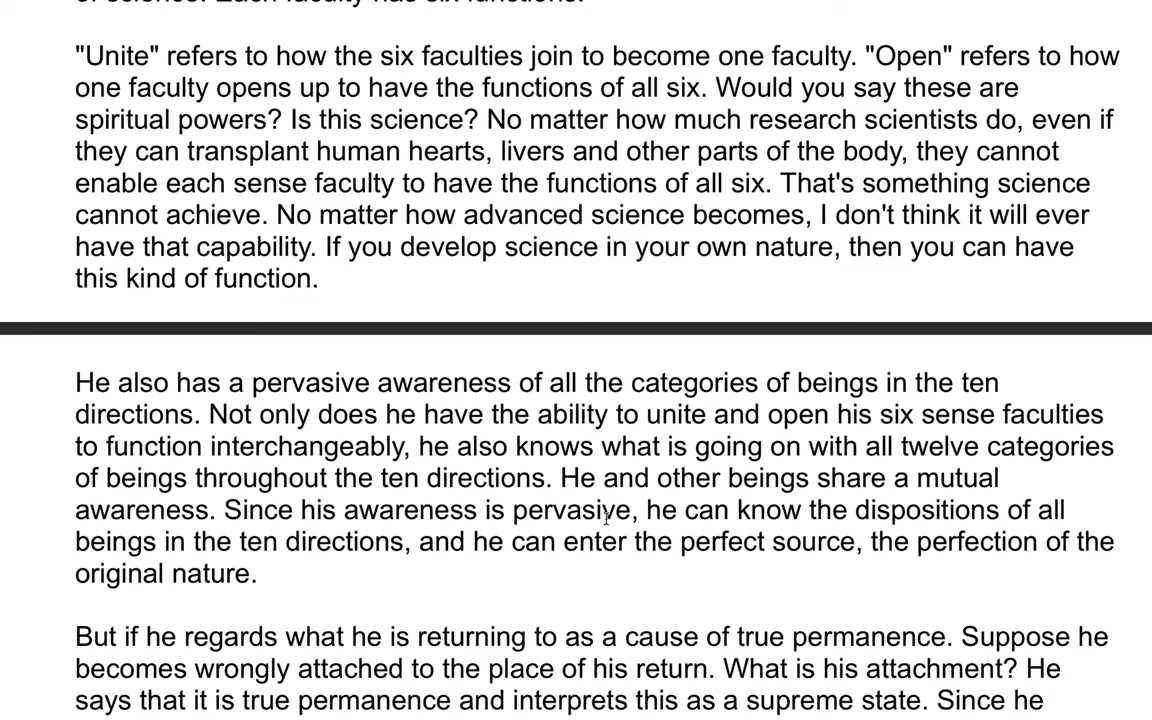 of science. Each faculty has six functions.
"Unite" refers to how the six faculties join to become one faculty. "Open" refers to how
one faculty opens up to have the functions of all six. Would you say these are
spiritual powers? Is this science? No matter how much research scientists do, even if
they can transplant human hearts, livers and other parts of the body, they cannot
enable each sense faculty to have the functions of all six. That's something science
cannot achieve. No matter how advanced science becomes, I don't think it will ever
have that capability. If you develop science in your own nature, then you can have
this kind of function.
He also has a pervasive awareness of all the categories of beings in the ten
directions. Not only does he have the ability to unite and open his six sense faculties
to function interchangeably, he also knows what is going on with all twelve categories
of beings throughout the ten directions. He and other beings share a mutual
awareness. Since his awareness is pervasive, he can know the dispositions of all
beings in the ten directions, and he can enter the perfect source, the perfection of the
original nature.
But if he regards what he is returning to as a cause of true permanence. Suppose he
becomes wrongly attached to the place of his return. What is his attachment? He
says that it is true permanence and interprets this as a supreme state. Since he